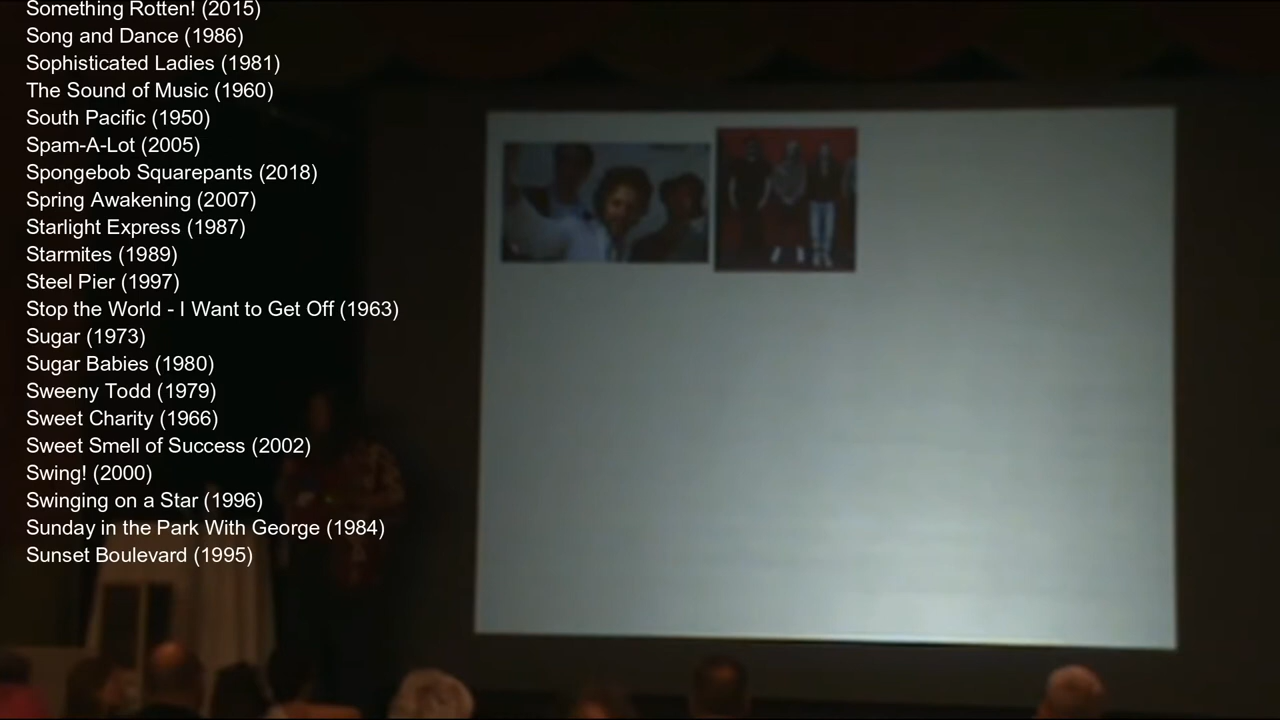 Something Rotten! (2015)
Song and Dance (1986)
Sophisticated Ladies (1981)
The Sound of Music (1960)
South Pacific (1950)
Spam-A-Lot (2005)
Spongebob Squarepants (2018)
Spring Awakening (2007)
Starlight Express (1987)
Starmites (1989)
Steel Pier (1997)
Stop the World - I Want to Get Off (1963)
Sugar (1973)
Sugar Babies (1980)
Sweeny Todd (1979)
Sweet Charity (1966)
Sweet Smell of Success (2002)
Swing! (2000)
Swinging on a Star (1996)
Sunday in the Park With George (1984)
Sunset Boulevard (1995)